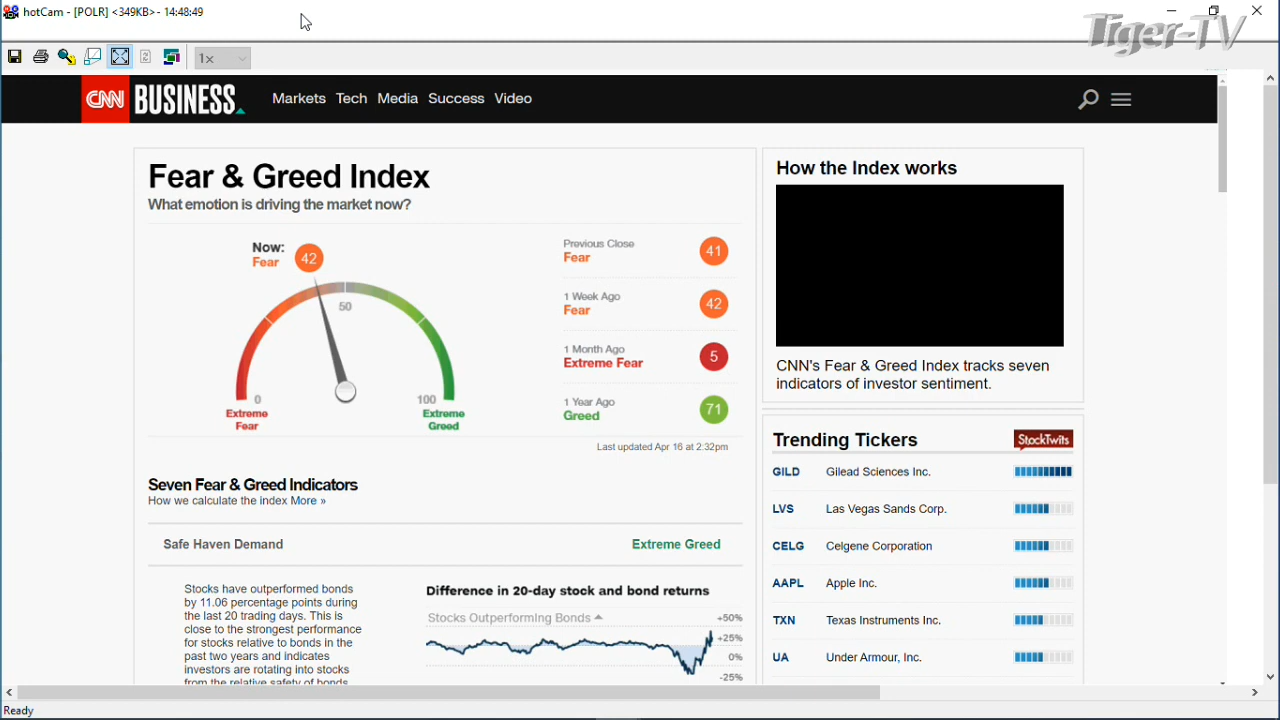 hotCam - [POLR] <349KB> - 14:48:49
Tiger-TV
1x
CNN BUSINESS
Markets Tech Media Success Video
Fear & Greed Index
What emotion is driving the market now?
Now:
Fear
42
50
0
100
Extreme
Fear
Extreme
Greed
Previous Close
Fear
41
1 Week Ago
Fear
42
1 Month Ago
Extreme Fear
5
1 Year Ago
Greed
71
Last updated Apr 16 at 2:32pm
Seven Fear & Greed Indicators
How we calculate the index More »
Safe Haven Demand Extreme Greed
Stocks have outperformed bonds
by 11.06 percentage points during
the last 20 trading days. This is
close to the strongest performance
for stocks relative to bonds in the
past two years and indicates
investors are rotating into stocks
from the relative safety of bonds
Difference in 20-day stock and bond returns
Stocks Outperforming Bonds
+50%
+25%
0%
-25%
How the Index works
CNN's Fear & Greed Index tracks seven
indicators of investor sentiment.
Trending Tickers
StockTwits
GILD Gilead Sciences Inc.
LVS Las Vegas Sands Corp.
CELG Celgene Corporation
AAPL Apple Inc.
TXN Texas Instruments Inc.
UA Under Armour, Inc.
Ready